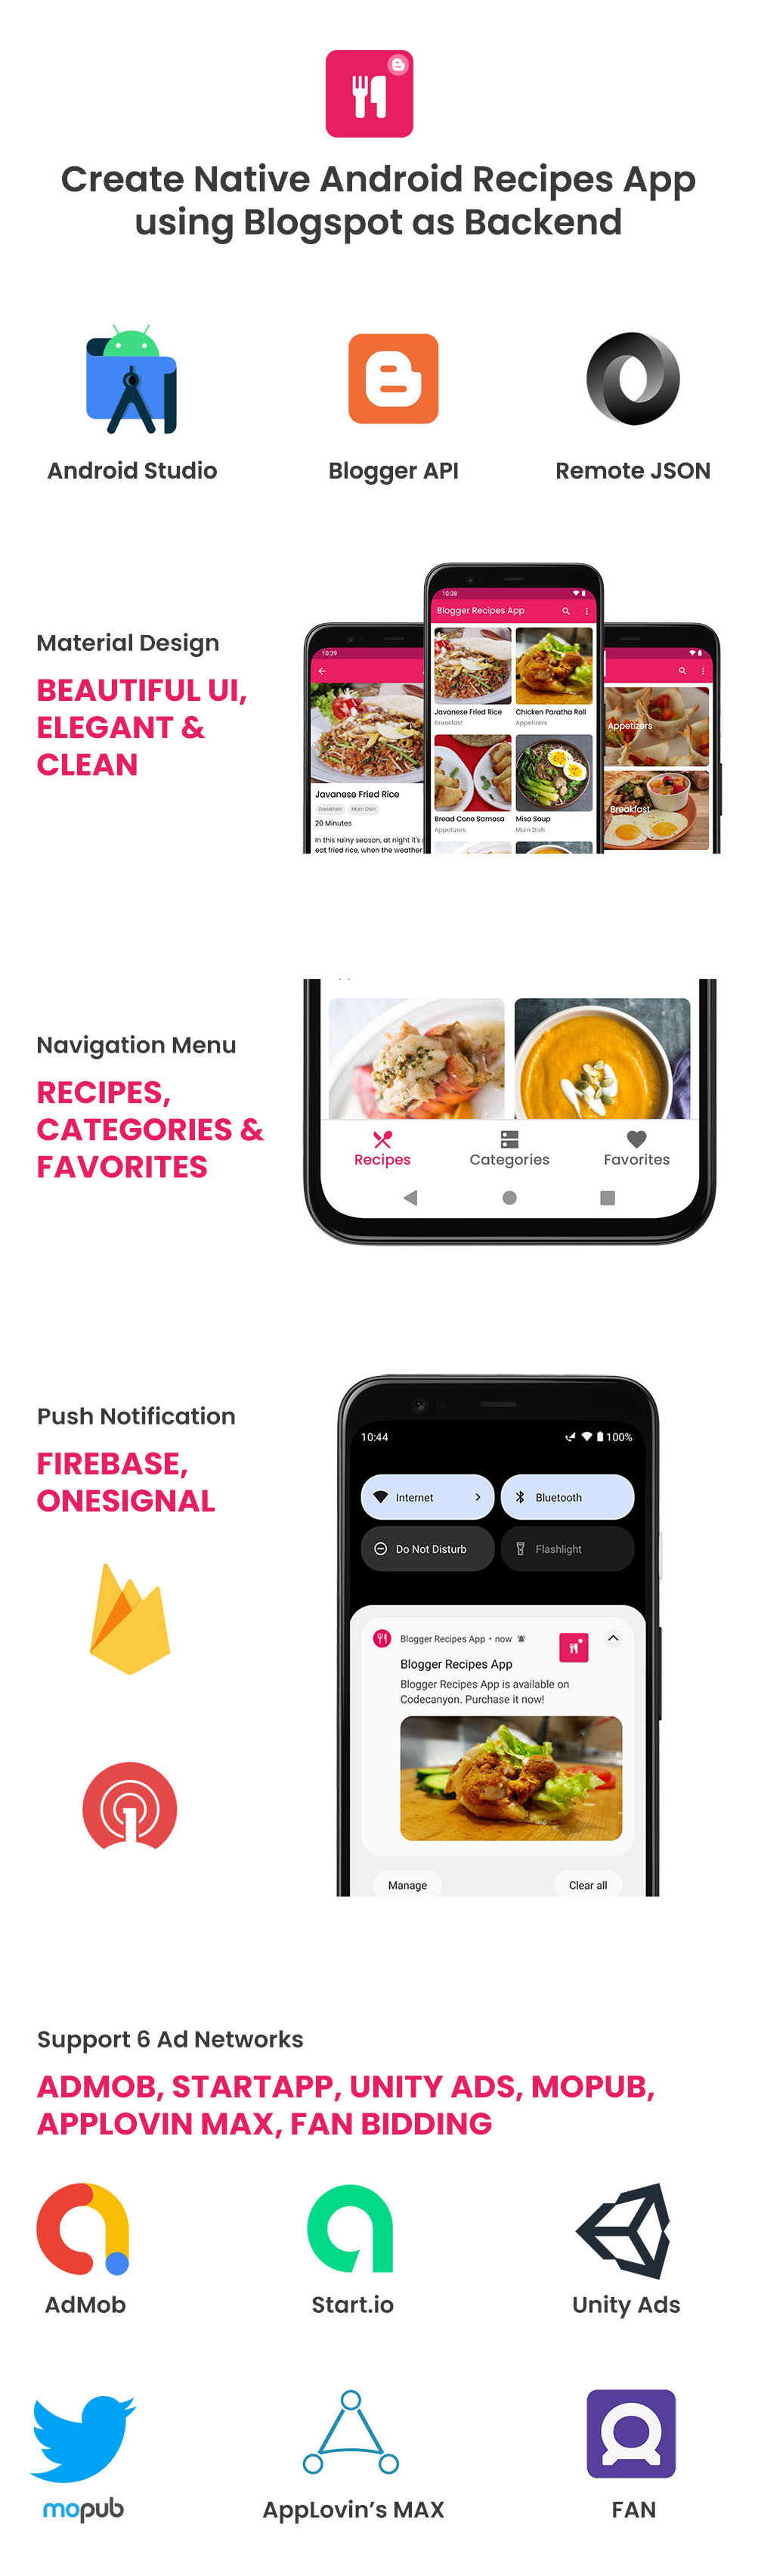 Create Native Android Recipes App
using Blogspot as Backend
Android Studio
Blogger API
Remote JSON
Material Design
BEAUTIFUL UI,
ELEGANT &
CLEAN
10:39
Javanese Fried Rice
Breakfast Main Dish
20 Minutes
In this rainy season, at night it's
eat fried rice, when the weather
10:38
Blogger Recipes App
Javanese Fried Rice
Breakfast
Chicken Paratha Roll
Appetizers
Bread Cone Samosa
Appetizers
Miso Soup
Main Dish
Appetizers
Breakfast
Navigation Menu
RECIPES,
CATEGORIES &
FAVORITES
Recipes
Categories
Favorites
Push Notification
FIREBASE,
ONESIGNAL
10:44
100%
Internet
Bluetooth
Do Not Disturb
Flashlight
Blogger Recipes App • now
Blogger Recipes App
Blogger Recipes App is available on
Codecanyon. Purchase it now!
Manage
Clear all
Support 6 Ad Networks
ADMOB, STARTAPP, UNITY ADS, MOPUB,
APPLOVIN MAX, FAN BIDDING
AdMob
Start.io
Unity Ads
mopub
AppLovin's MAX
FAN